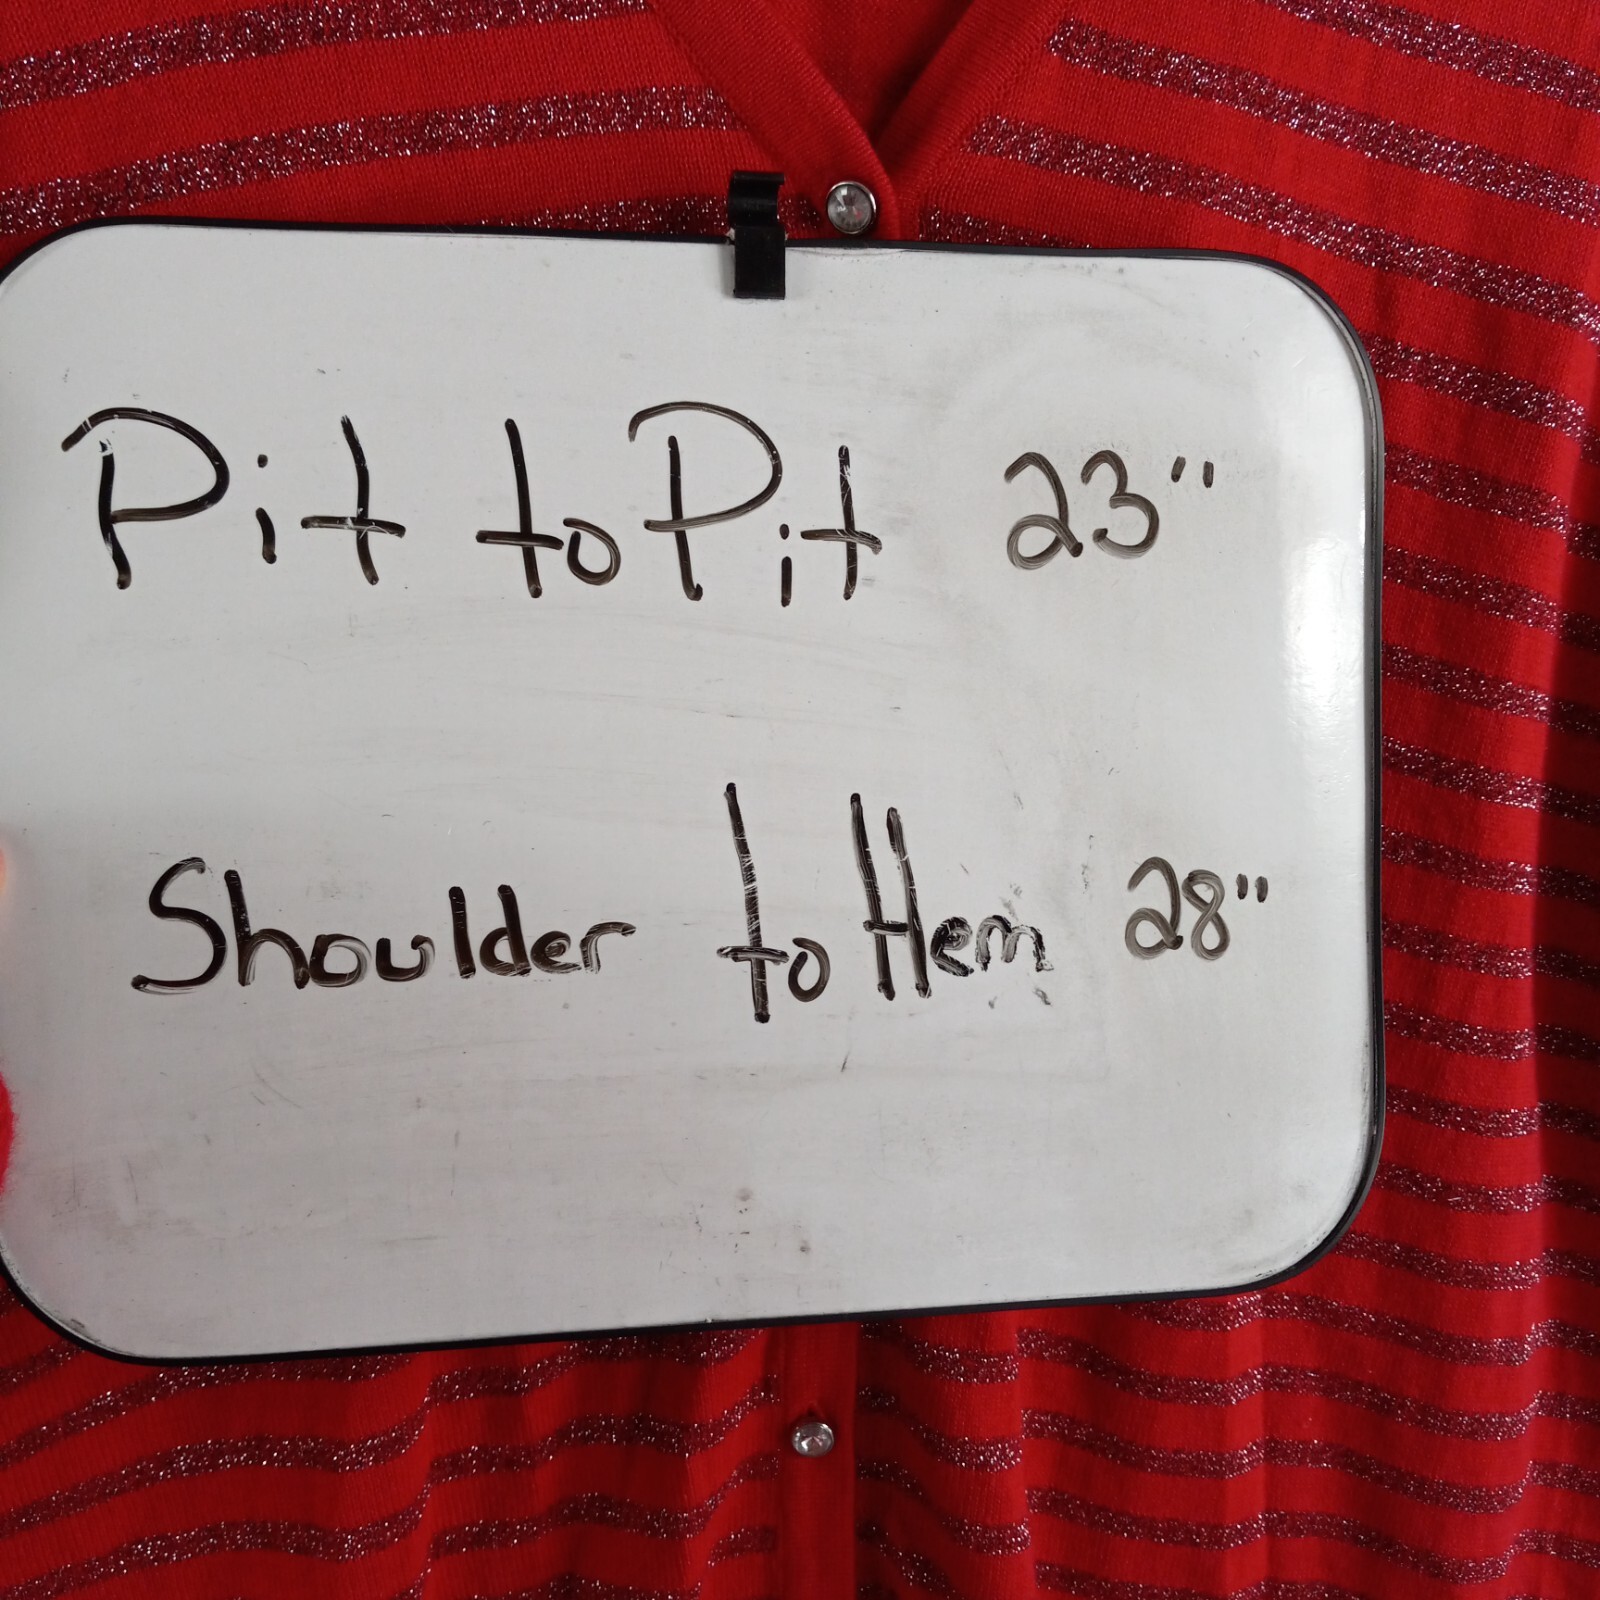 Pit to Pit 23"
Shoulder to Hem 28"